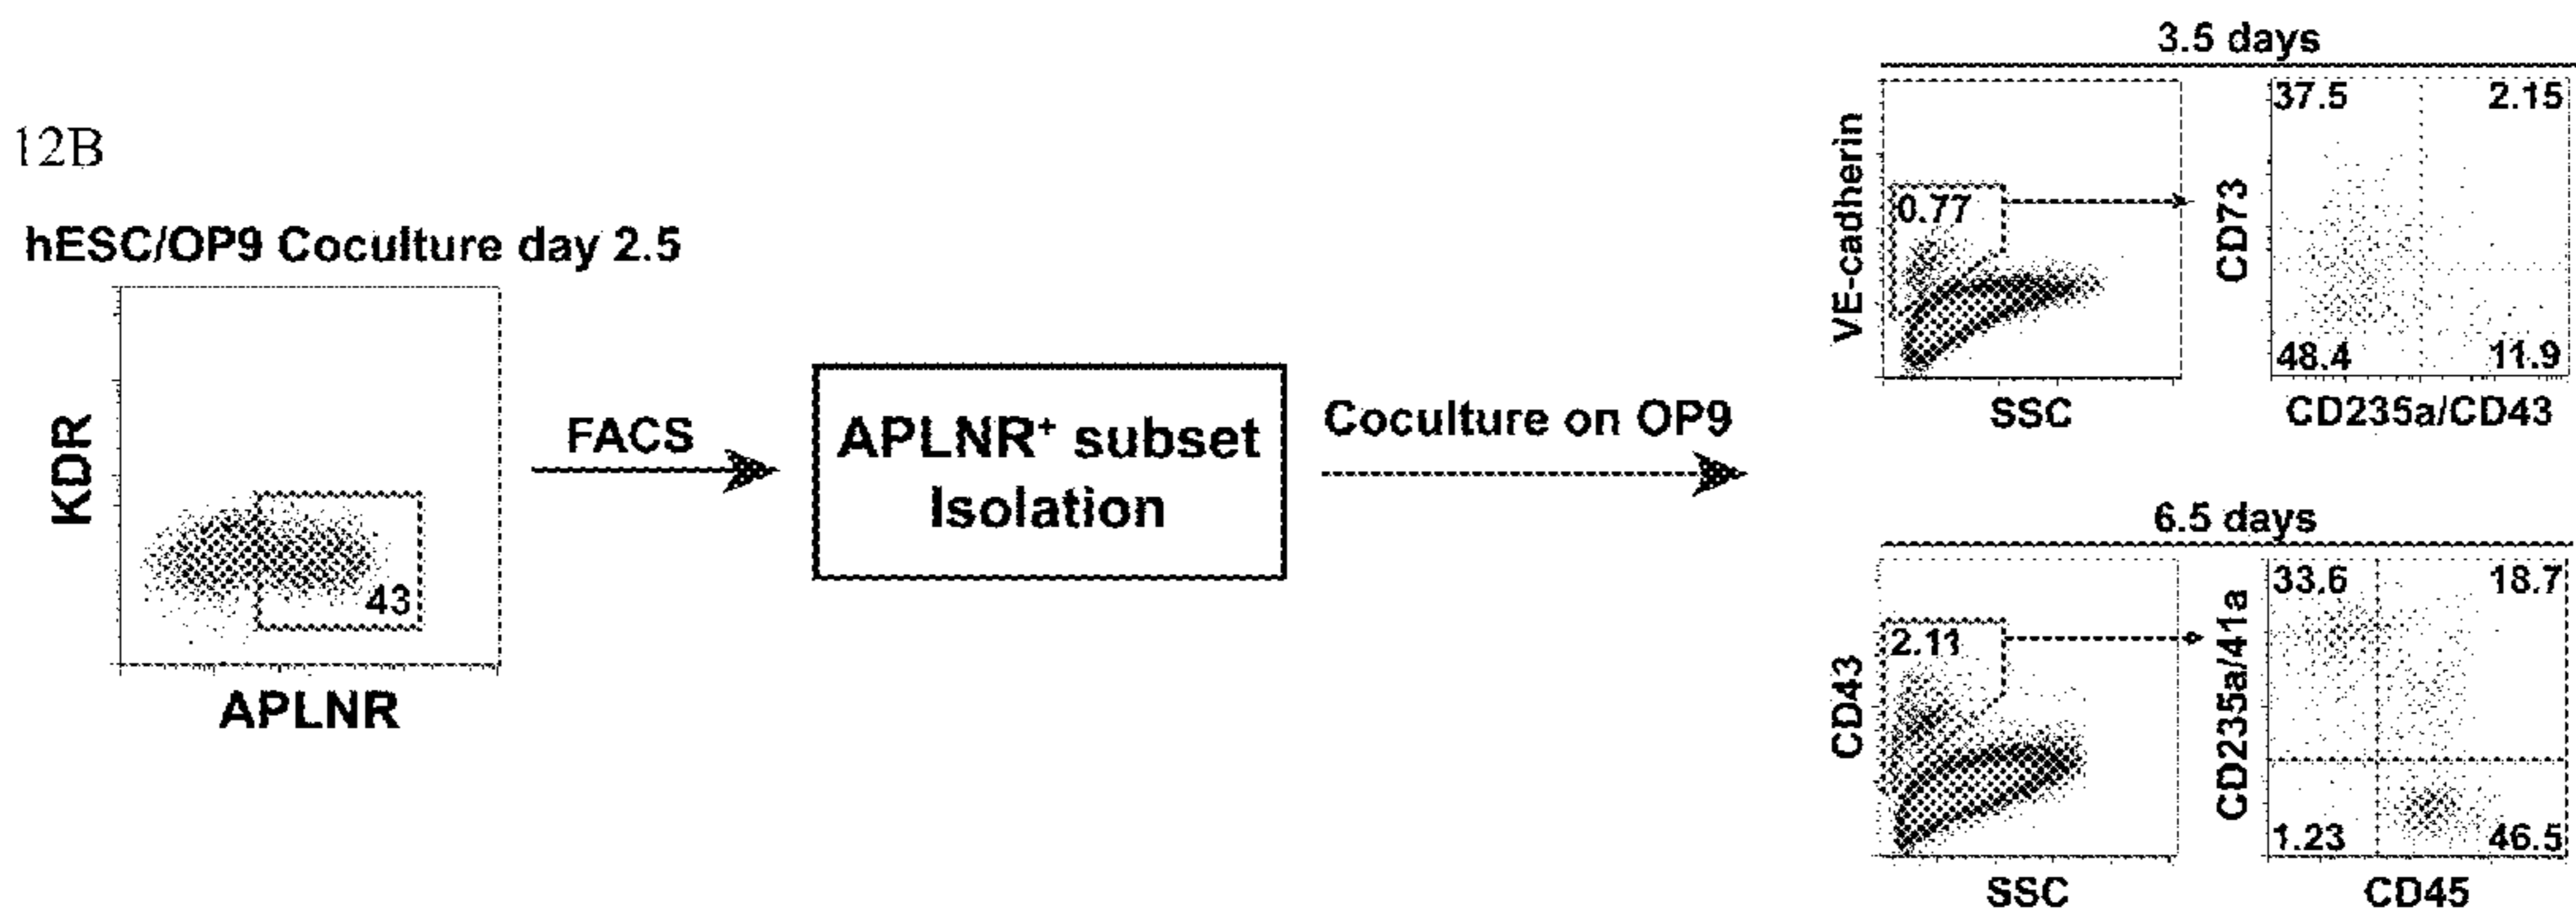 12B
hESC/OP9 Coculture day 2.5
KDR
43
APLNR
FACS
APLNR⁺ subset
Isolation
Coculture on OP9
3.5 days
VE-cadherin
0.77
SSC
CD73
37.5
2.15
48.4
11.9
CD235a/CD43
6.5 days
CD43
2.11
SSC
CD235a/41a
33.6
18.7
1.23
46.5
CD45